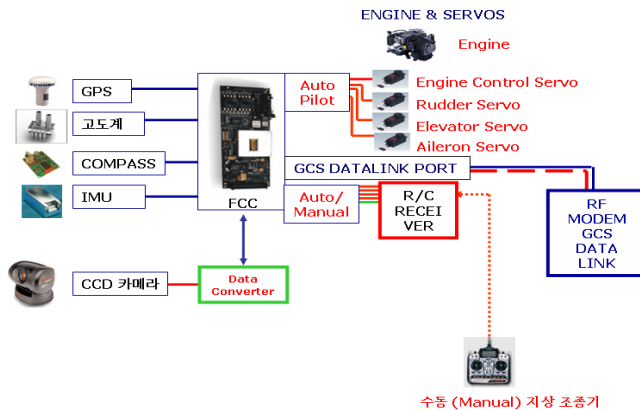 ENGINE & SERVOS
Engine
GPS
고도계
COMPASS
IMU
FCC
Auto
Pilot
Engine Control Servo
Rudder Servo
Elevator Servo
Aileron Servo
GCS DATALINK PORT
Auto/
Manual
R/C
RECEI
VER
RF
MODEM
GCS
DATA
LINK
CCD 카메라
Data
Converter
수동 (Manual) 지상 조종기